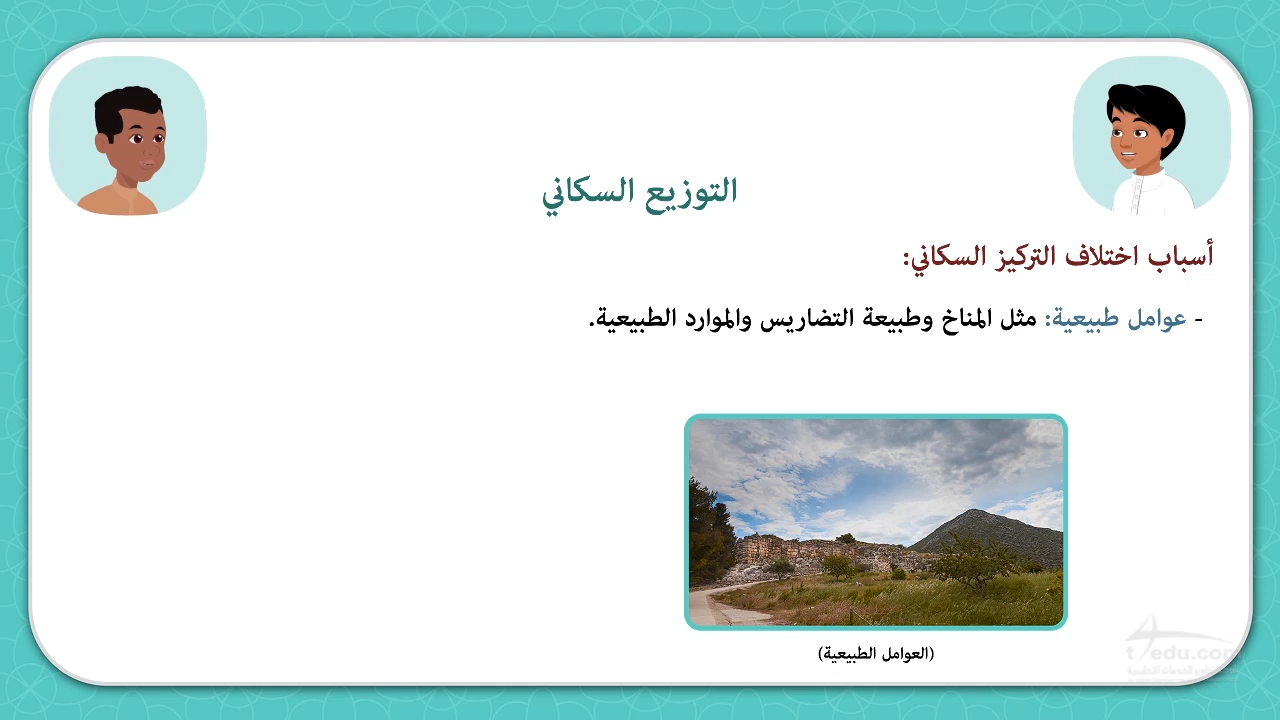 التوزيع السكاني
أسباب اختلاف التركيز السكاني:
- عوامل طبيعية: مثل المناخ وطبيعة التضاريس والموارد الطبيعية.
(العوامل الطبيعية)